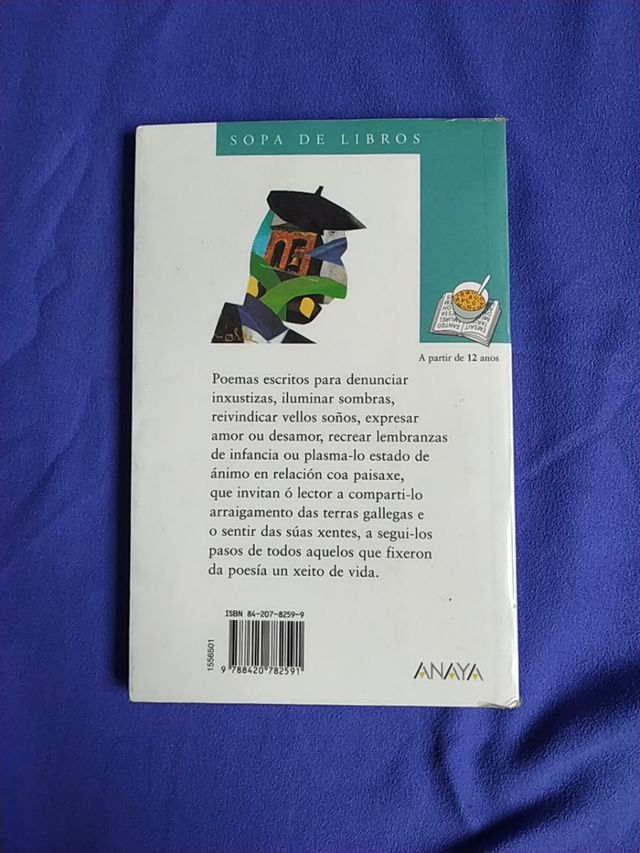 SOPA DE LIBROS
A partir de 12 anos
Poemas escritos para denunciar
inxustizas, iluminar sombras,
reivindicar vellos soños, expresar
amor ou desamor, recrear lembranzas
de infancia ou plasma-lo estado de
ánimo en relación coa paisaxe,
que invitan ó lector a comparti-lo
arraigamento das terras gallegas e
o sentir das súas xentes, a segui-los
pasos de todos aquelos que fixeron
da poesía un xeito de vida.
ISBN 84-207-8259-9
1556501
9 788420 782591
ANAYA